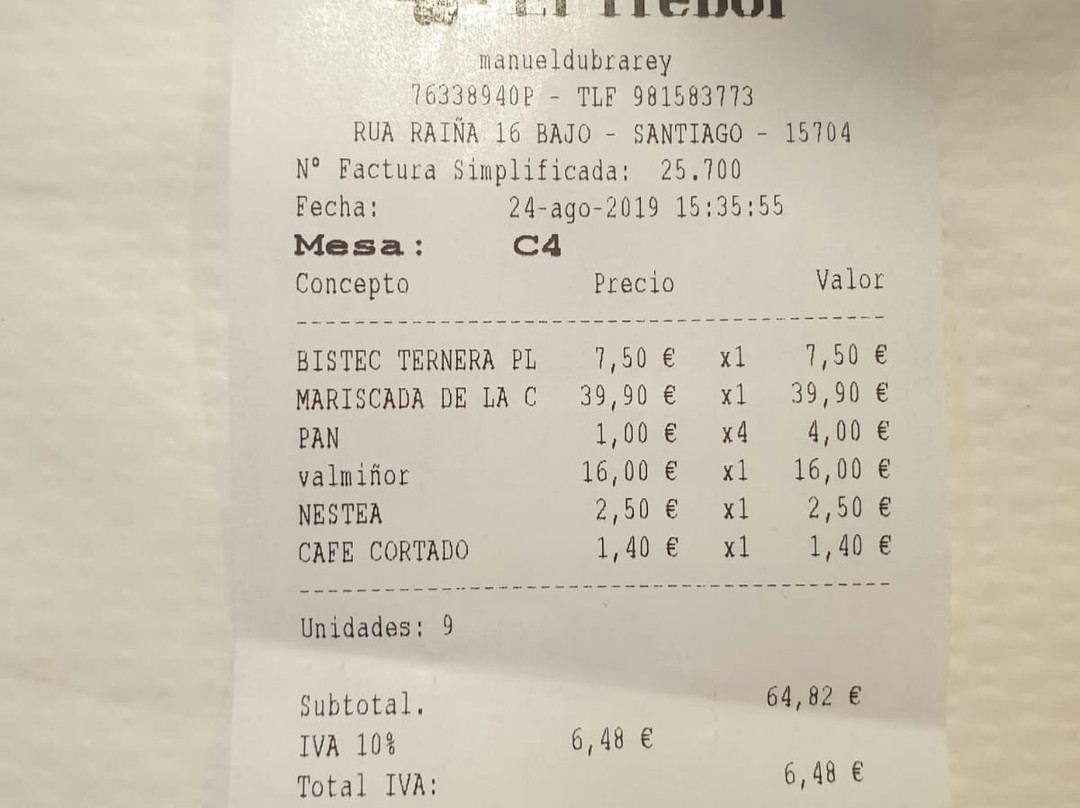 El Trebol
manueldubrarey
76338940P - TLF 981583773
RUA RAIÑA 16 BAJO - SANTIAGO - 15704
Nº Factura Simplificada: 25.700
Fecha: 24-ago-2019 15:35:55
Mesa: C4
Concepto Precio Valor
BISTEC TERNERA PL 7,50 € x1 7,50 €
MARISCADA DE LA C 39,90 € x1 39,90 €
PAN 1,00 € x4 4,00 €
valmiñor 16,00 € x1 16,00 €
NESTEA 2,50 € x1 2,50 €
CAFE CORTADO 1,40 € x1 1,40 €
Unidades: 9
Subtotal. 64,82 €
IVA 10% 6,48 €
Total IVA: 6,48 €